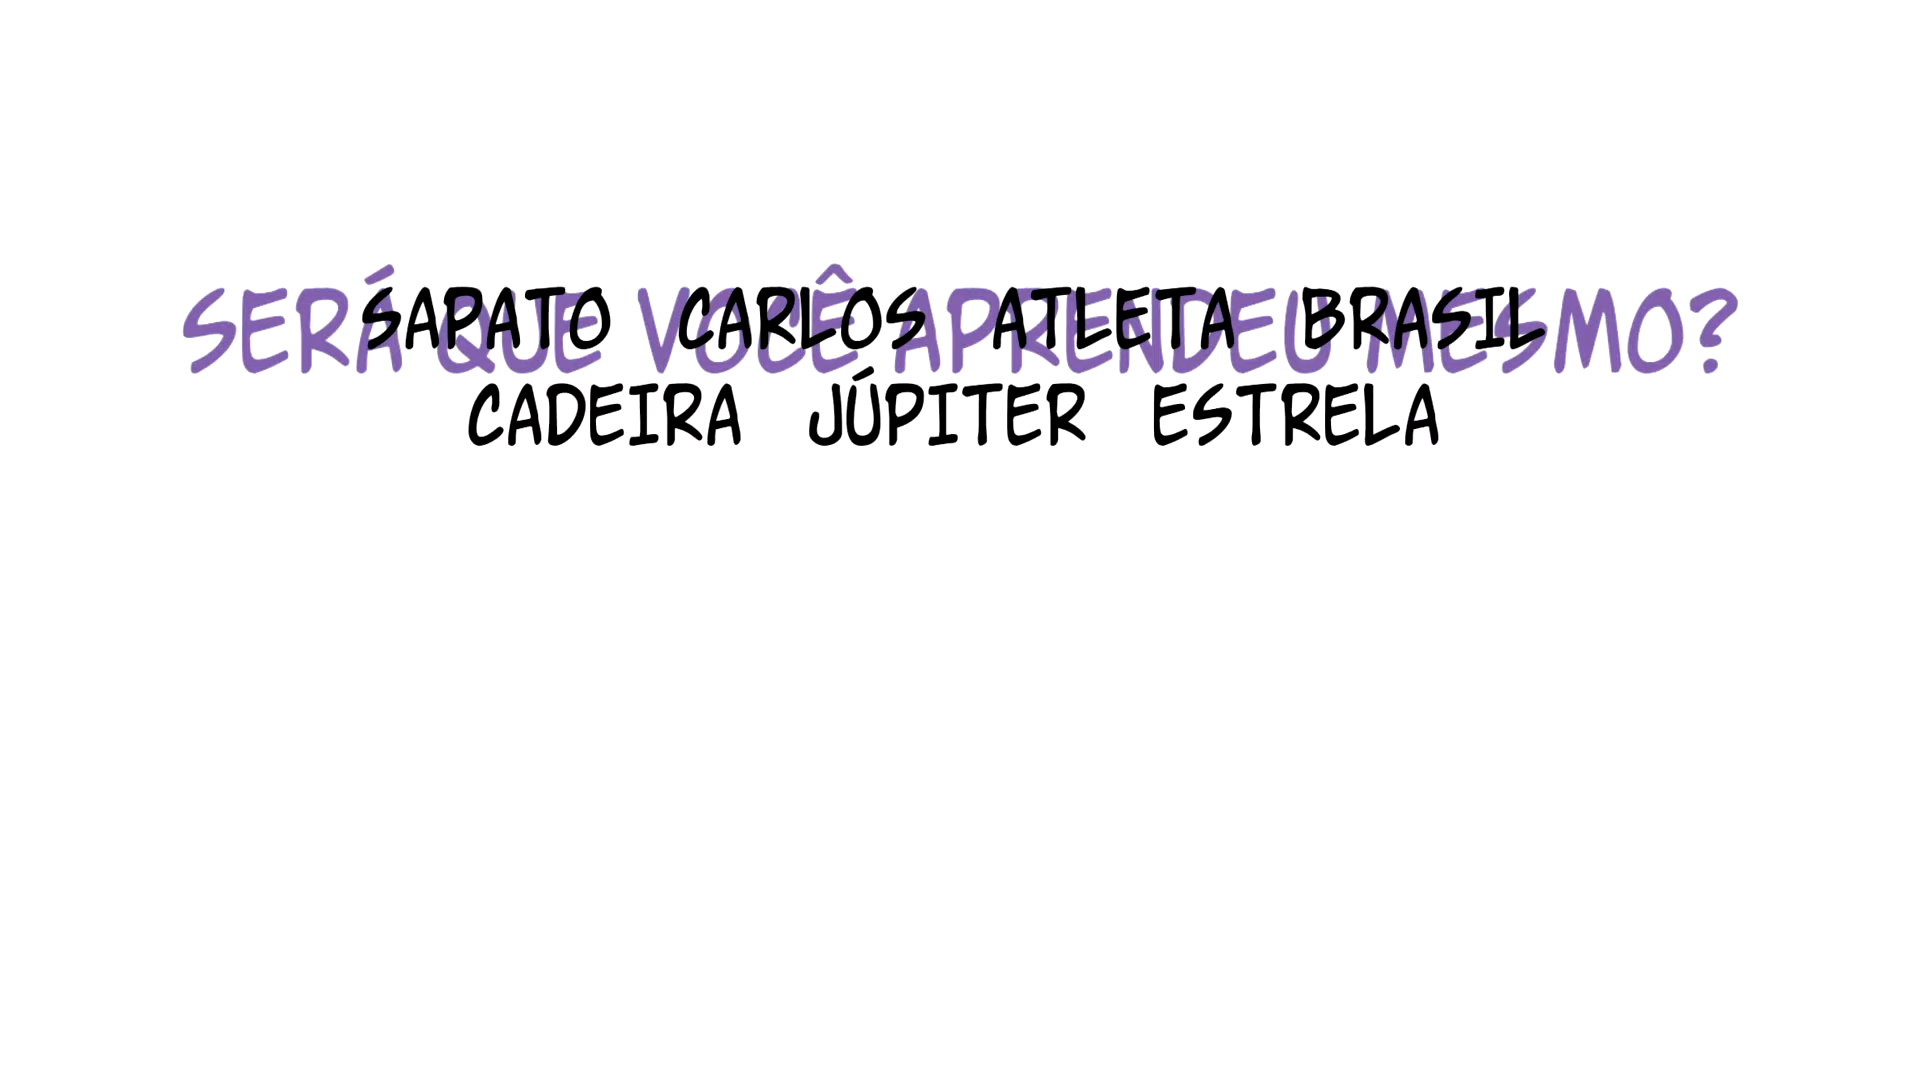 SERÁ QUE VOCÊ APRENDEU MESMO?
SAPATO CARLOS ATLETA BRASIL
CADEIRA JÚPITER ESTRELA